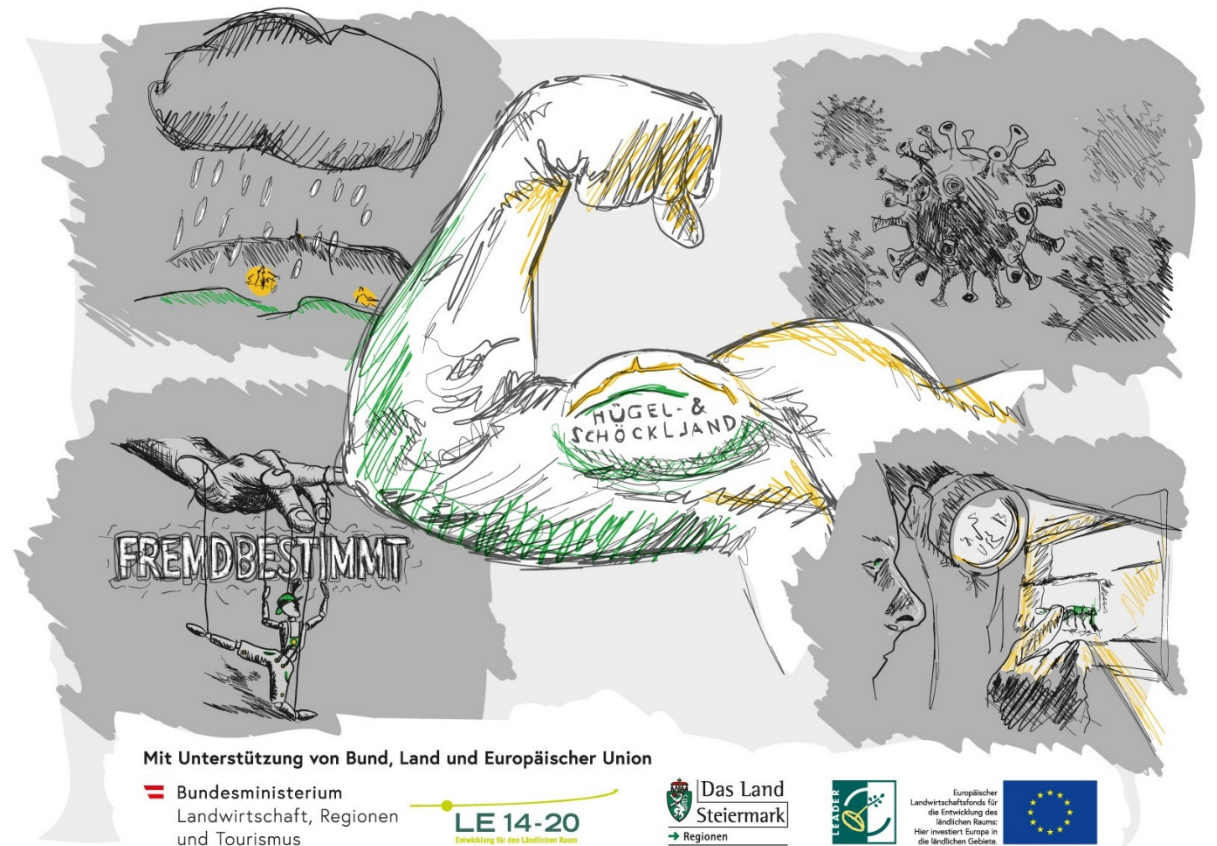 HÜGEL- &
SCHÖCKLLAND
FREMDBESTIMMT
Mit Unterstützung von Bund, Land und Europäischer Union
Bundesministerium
Landwirtschaft, Regionen
und Tourismus
LE 14-20
Entwicklung für den Ländlichen Raum
Das Land
Steiermark
→ Regionen
LEADER
Europäischer
Landwirtschaftsfonds für
die Entwicklung des
ländlichen Raums:
Hier investiert Europa in
die ländlichen Gebiete.